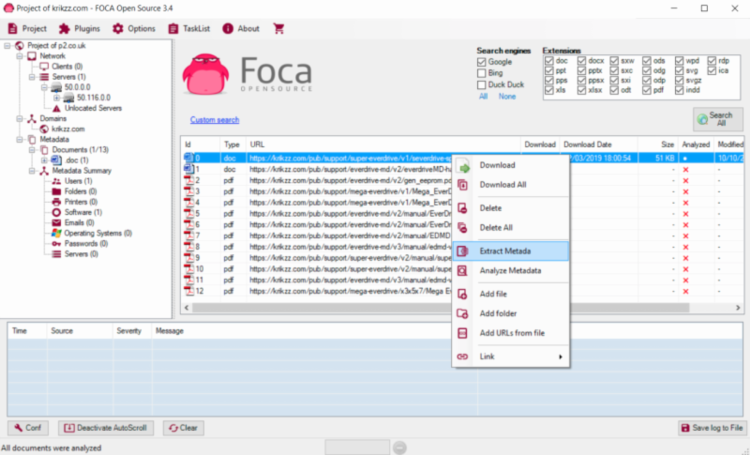 Project of krikzz.com - FOCA Open Source 3.4
Project Plugins Options TaskList About
Project of p2.co.uk
Network
Clients (0)
Servers (1)
50.0.0.0
50.116.0.0
Unlocated Servers
Domains
krikzz.com
Metadata
Documents (1/13)
.doc (1)
Metadata Summary
Users (1)
Folders (0)
Printers (0)
Software (1)
Emails (0)
Operating Systems (0)
Passwords (0)
Servers (0)
Foca
OPENSOURCE
Custom search
Search engines
Google
Bing
Duck Duck
All None
Extensions
doc docx sxw ods wpd rdp
ppt pptx sxc odg svg ica
pps ppsx sxi odp svgz
xls xlsx odt pdf indd
Search All
Id Type URL Download Download Date Size Analyzed Modified
0 doc https://krikzz.com/pub/support/super-everdrive/v1/severdrive-s /03/2019 18:00:54 51 KB 10/10/2
1 doc https://krikzz.com/pub/support/everdrive-md/v2/everdriveMD-
2 pdf https://krikzz.com/pub/support/everdrive-md/v2/gen_eeprom.pd
3 pdf https://krikzz.com/pub/support/mega-everdrive/v1/Mega_EverD
4 pdf https://krikzz.com/pub/support/mega-everdrive/v1/Mega_EverD
5 pdf https://krikzz.com/pub/support/everdrive-md/v2/manual/EverDr
6 pdf https://krikzz.com/pub/support/everdrive-md/v2/manual/EverDr
7 pdf https://krikzz.com/pub/support/everdrive-md/v2/manual/EDMD
8 pdf https://krikzz.com/pub/support/everdrive-md/v3/manual/edmd-v
9 pdf https://krikzz.com/pub/support/super-everdrive/v2/manual/super
10 pdf https://krikzz.com/pub/support/super-everdrive/v2/manual/super
11 pdf https://krikzz.com/pub/support/everdrive-md/v3/manual/edmd-v
12 pdf https://krikzz.com/pub/support/mega-everdrive/x3x5x7/Mega
Download
Download All
Delete
Delete All
Extract Metada
Analyze Metadata
Add file
Add folder
Add URLs from file
Link
Time Source Severity Message
Conf Deactivate AutoScroll Clear Save log to File
All documents were analyzed